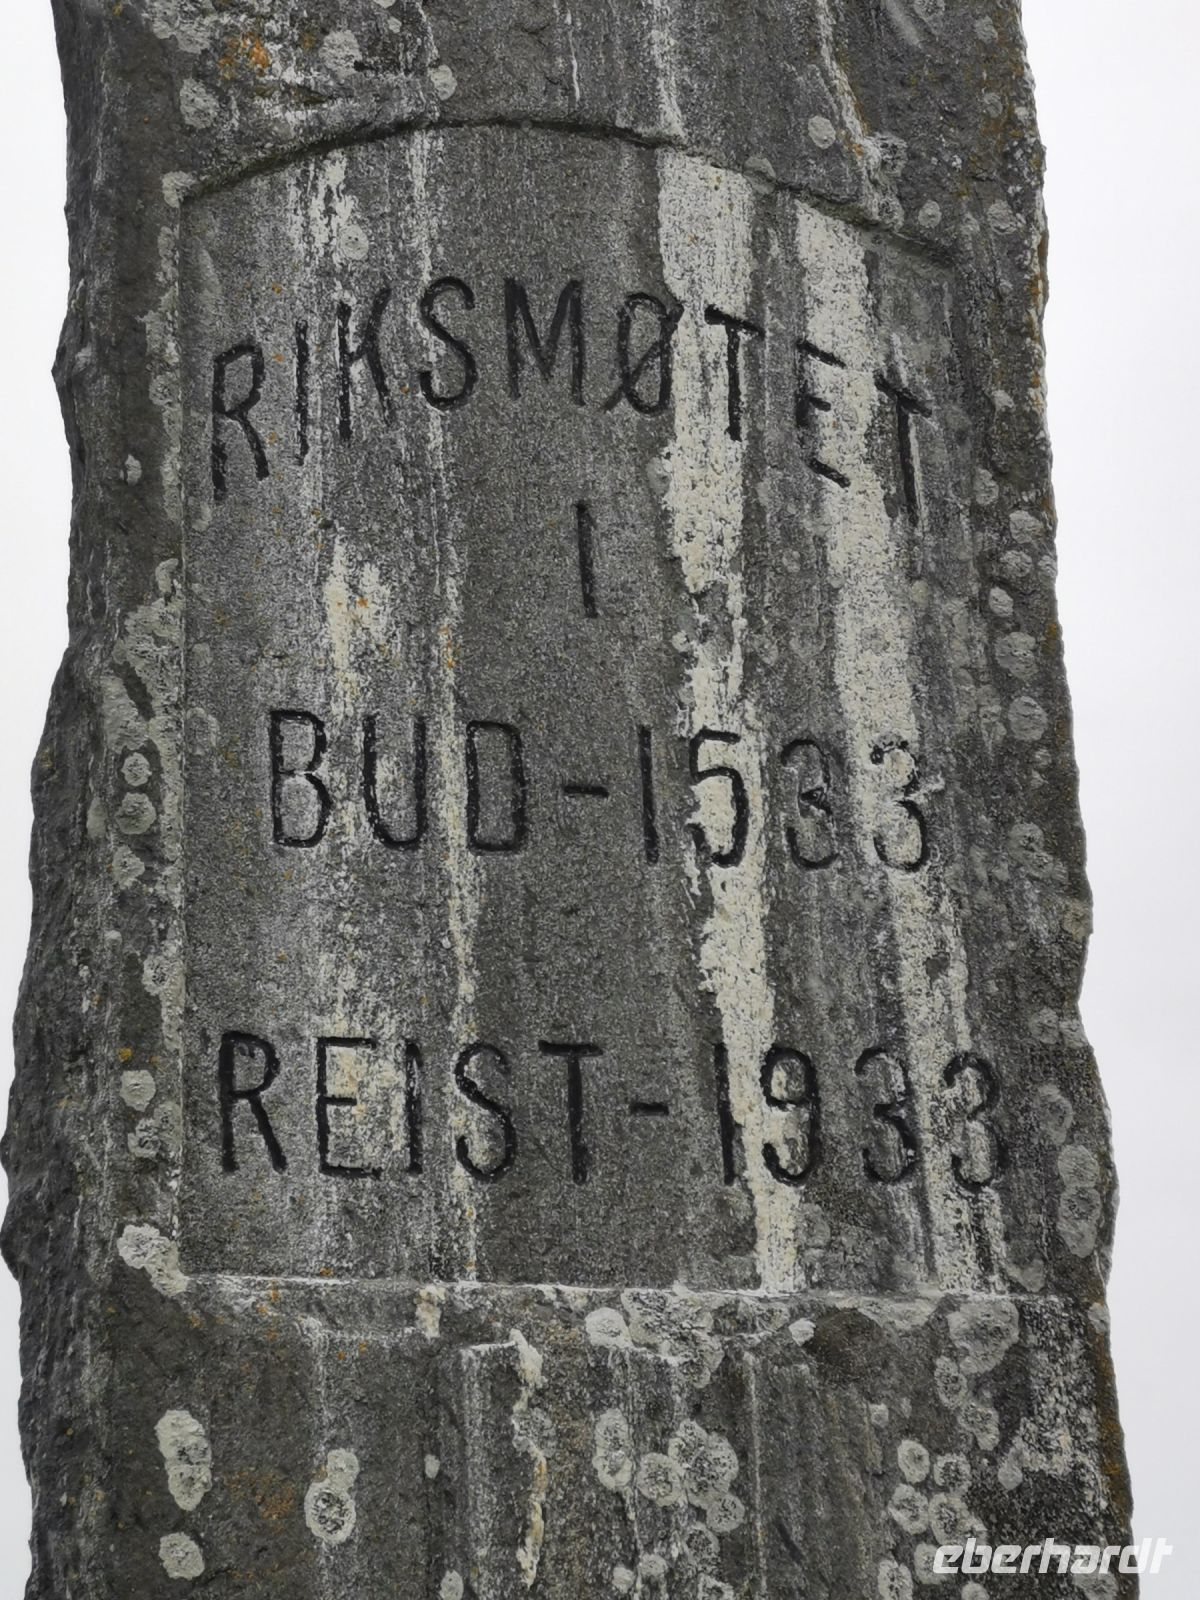 RIKSMØTET
I
BUD-1533
REIST-1933
eberhardt